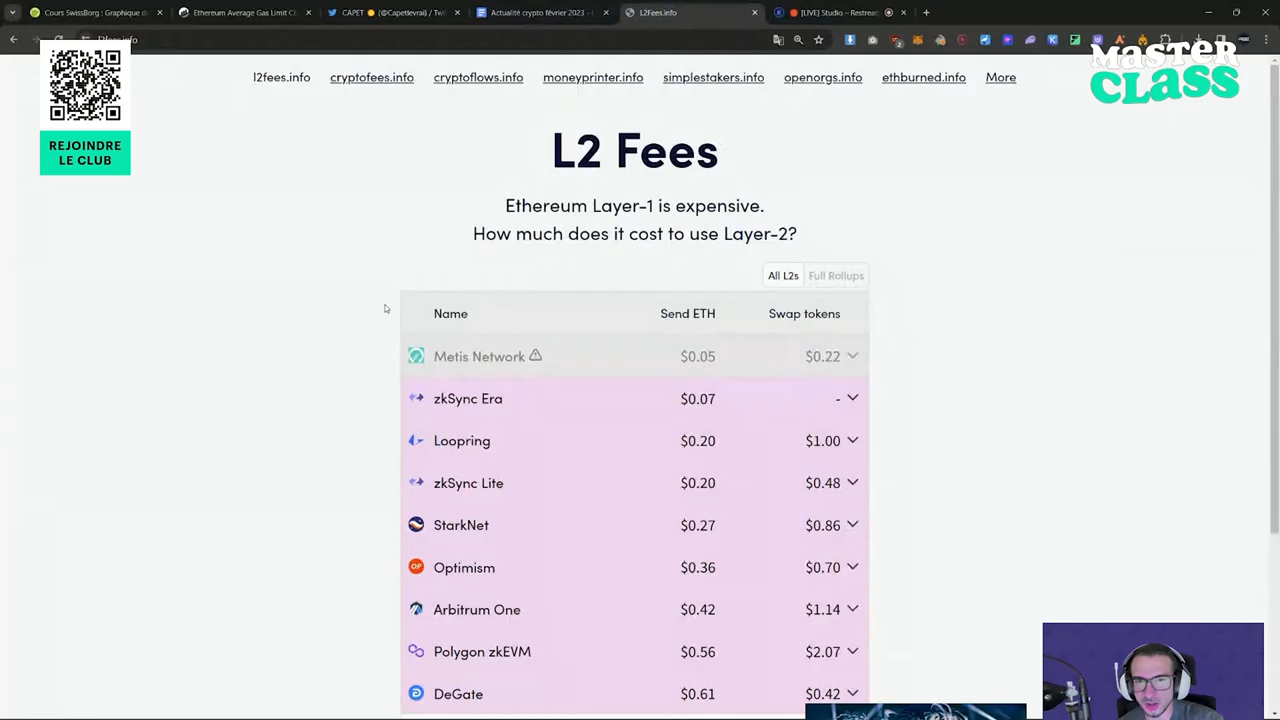 Cours SwissBorg : Graphique d
Ethereum Average Gas Limit C
CAPET (@Capetlevrai) / Twi
Actualité crypto février 2023 –
L2Fees.info
[LIVE] Studio – Restrea
l2fees.info
REJOINDRE
LE CLUB
MASTER
CLASS
l2fees.info cryptofees.info cryptoflows.info moneyprinter.info simplestakers.info openorgs.info ethburned.info More
L2 Fees
Ethereum Layer-1 is expensive.
How much does it cost to use Layer-2?
All L2s Full Rollups
Name Send ETH Swap tokens
Metis Network $0.05 $0.22
zkSync Era $0.07 -
Loopring $0.20 $1.00
zkSync Lite $0.20 $0.48
StarkNet $0.27 $0.86
Optimism $0.36 $0.70
Arbitrum One $0.42 $1.14
Polygon zkEVM $0.56 $2.07
DeGate $0.61 $0.42